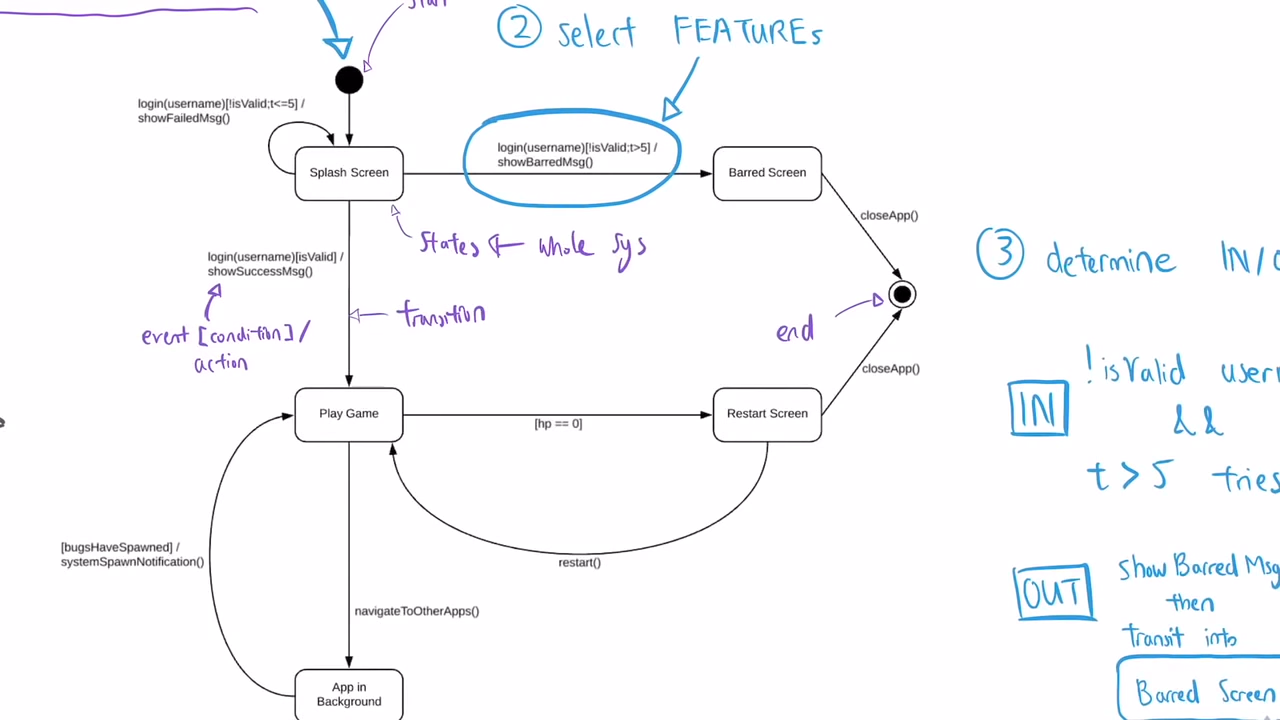 start
② select FEATUREs
login(username)[!isValid;t<=5] /
showFailedMsg()
login(username)[!isValid;t>5] /
showBarredMsg()
Splash Screen
Barred Screen
closeApp()
states ← whole sys
③ determine IN/O
login(username)[isValid] /
showSuccessMsg()
transition
event [condition] /
action
end
closeApp()
!isValid usern
&&
t > 5 tries
IN
Play Game
[hp == 0]
Restart Screen
[bugsHaveSpawned] /
systemSpawnNotification()
restart()
OUT
show Barred Msg
then
transit into
Barred Screen
navigateToOtherApps()
App in
Background